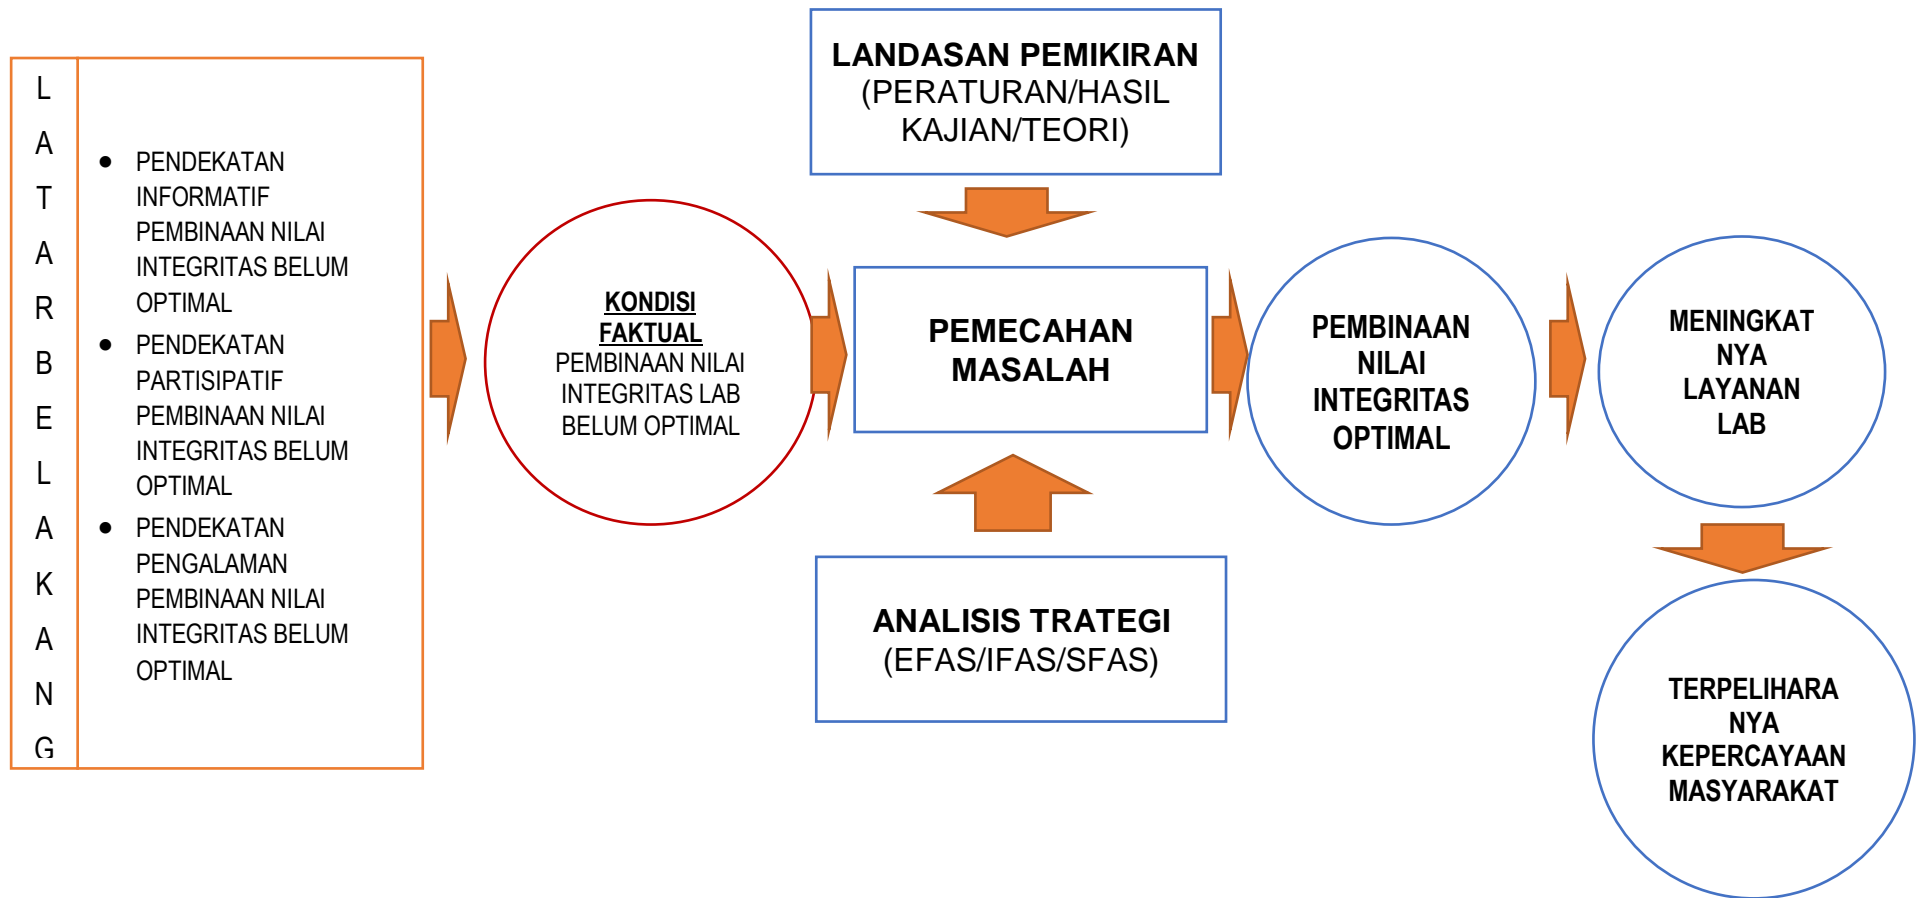 L
A
T
A
R
B
E
L
A
K
A
N
G
● PENDEKATAN
INFORMATIF
PEMBINAAN NILAI
INTEGRITAS BELUM
OPTIMAL
● PENDEKATAN
PARTISIPATIF
PEMBINAAN NILAI
INTEGRITAS BELUM
OPTIMAL
● PENDEKATAN
PENGALAMAN
PEMBINAAN NILAI
INTEGRITAS BELUM
OPTIMAL
KONDISI
FAKTUAL
PEMBINAAN NILAI
INTEGRITAS LAB
BELUM OPTIMAL
LANDASAN PEMIKIRAN
(PERATURAN/HASIL
KAJIAN/TEORI)
PEMECAHAN
MASALAH
ANALISIS TRATEGI
(EFAS/IFAS/SFAS)
PEMBINAAN
NILAI
INTEGRITAS
OPTIMAL
MENINGKAT
NYA
LAYANAN
LAB
TERPELIHARA
NYA
KEPERCAYAAN
MASYARAKAT